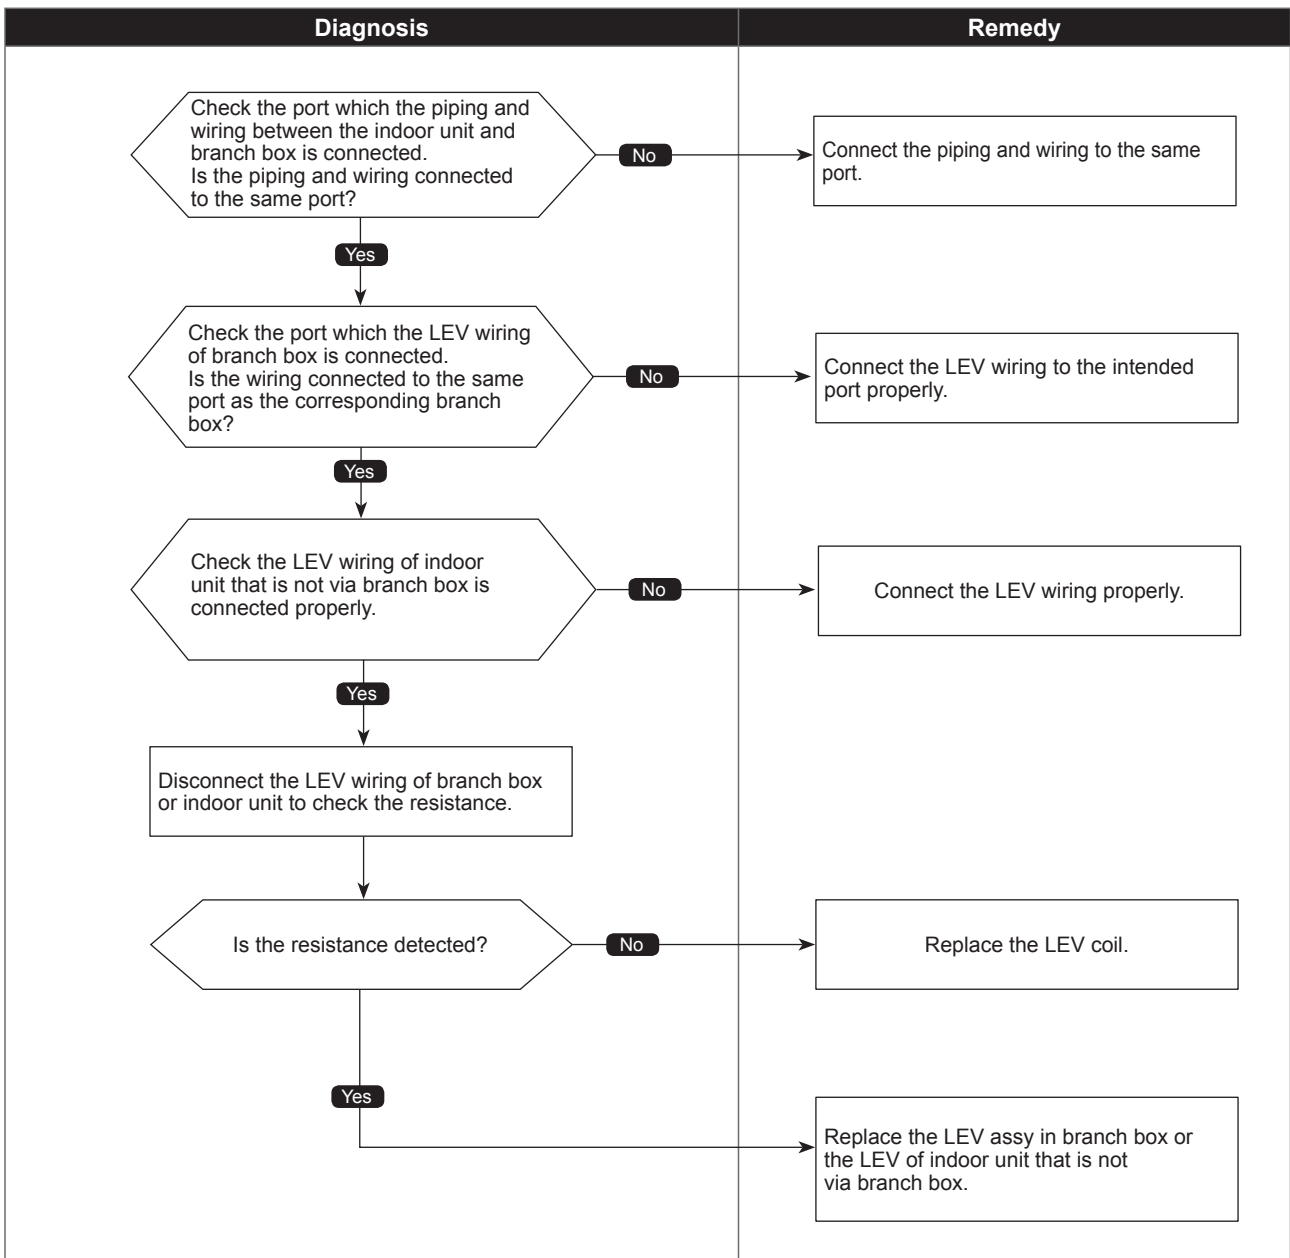 Diagnosis
Remedy
Check the port which the piping and
wiring between the indoor unit and
branch box is connected.
Is the piping and wiring connected
to the same port?
No
Connect the piping and wiring to the same
port.
Yes
Check the port which the LEV wiring
of branch box is connected.
Is the wiring connected to the same
port as the corresponding branch
box?
No
Connect the LEV wiring to the intended
port properly.
Yes
Check the LEV wiring of indoor
unit that is not via branch box is
connected properly.
No
Connect the LEV wiring properly.
Yes
Disconnect the LEV wiring of branch box
or indoor unit to check the resistance.
Is the resistance detected?
No
Replace the LEV coil.
Yes
Replace the LEV assy in branch box or
the LEV of indoor unit that is not
via branch box.